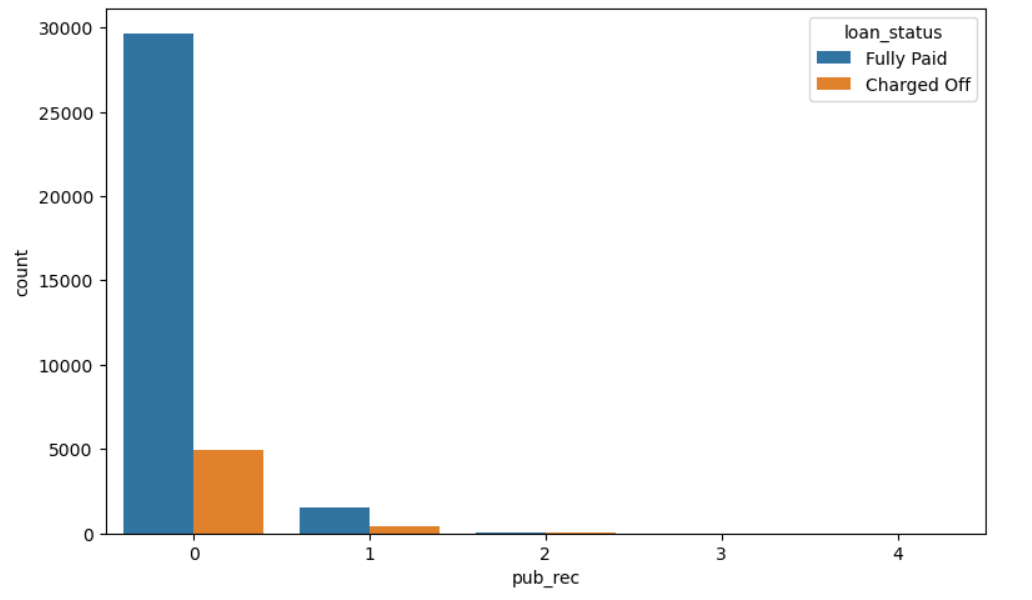 30000
25000
20000
15000
10000
5000
0
count
0 1 2 3 4
pub_rec
loan_status
Fully Paid
Charged Off